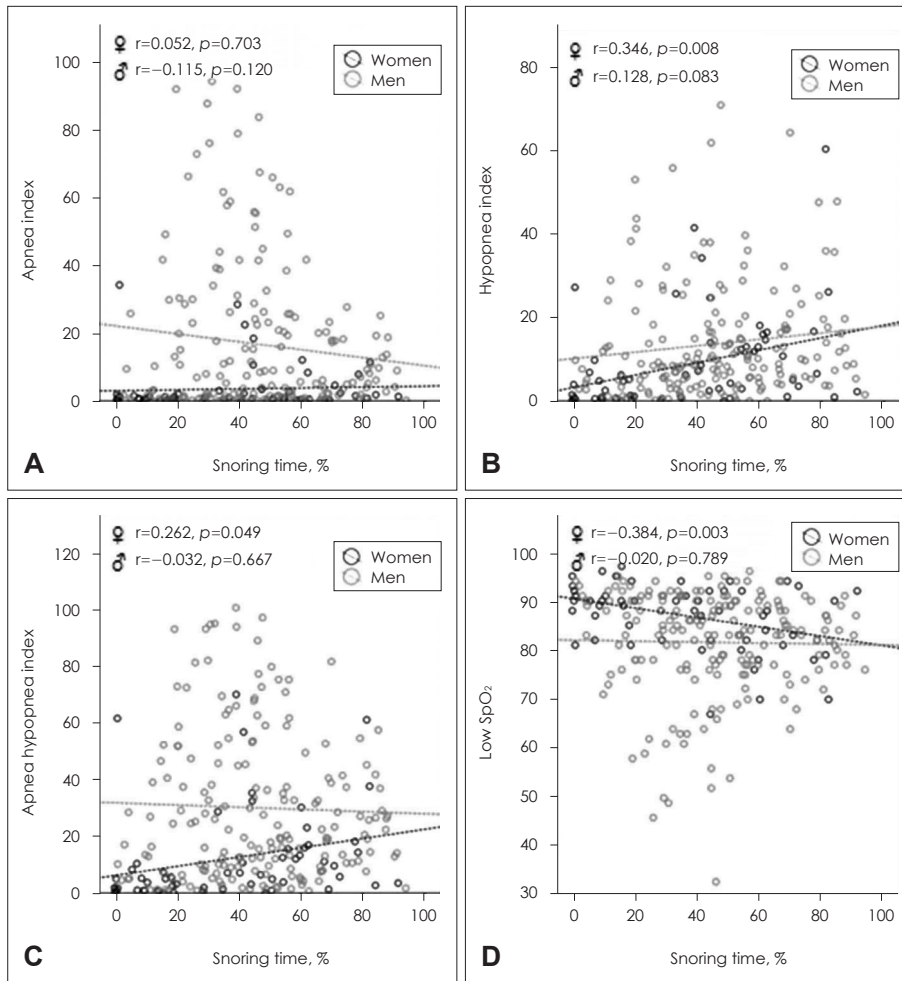 ♀ r=0.052, p=0.703
♂ r=−0.115, p=0.120
Women
Men
100
80
60
40
20
0
Apnea index
0 20 40 60 80 100
Snoring time, %
A
♀ r=0.346, p=0.008
♂ r=0.128, p=0.083
Women
Men
80
60
40
20
0
Hypopnea index
0 20 40 60 80 100
Snoring time, %
B
♀ r=0.262, p=0.049
♂ r=−0.032, p=0.667
Women
Men
120
100
80
60
40
20
0
Apnea hypopnea index
0 20 40 60 80 100
Snoring time, %
C
♀ r=−0.384, p=0.003
♂ r=−0.020, p=0.789
Women
Men
100
90
80
70
60
50
40
30
Low SpO₂
0 20 40 60 80 100
Snoring time, %
D